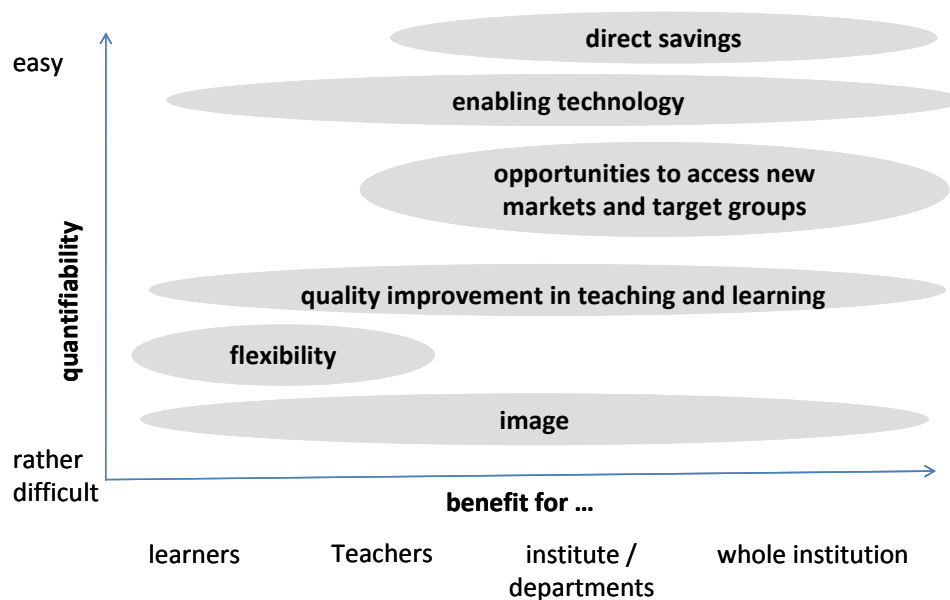 direct savings
easy
enabling technology
opportunities to access new
markets and target groups
quantifiability
quality improvement in teaching and learning
flexibility
image
rather
difficult
benefit for ...
learners
Teachers
institute /
departments
whole institution